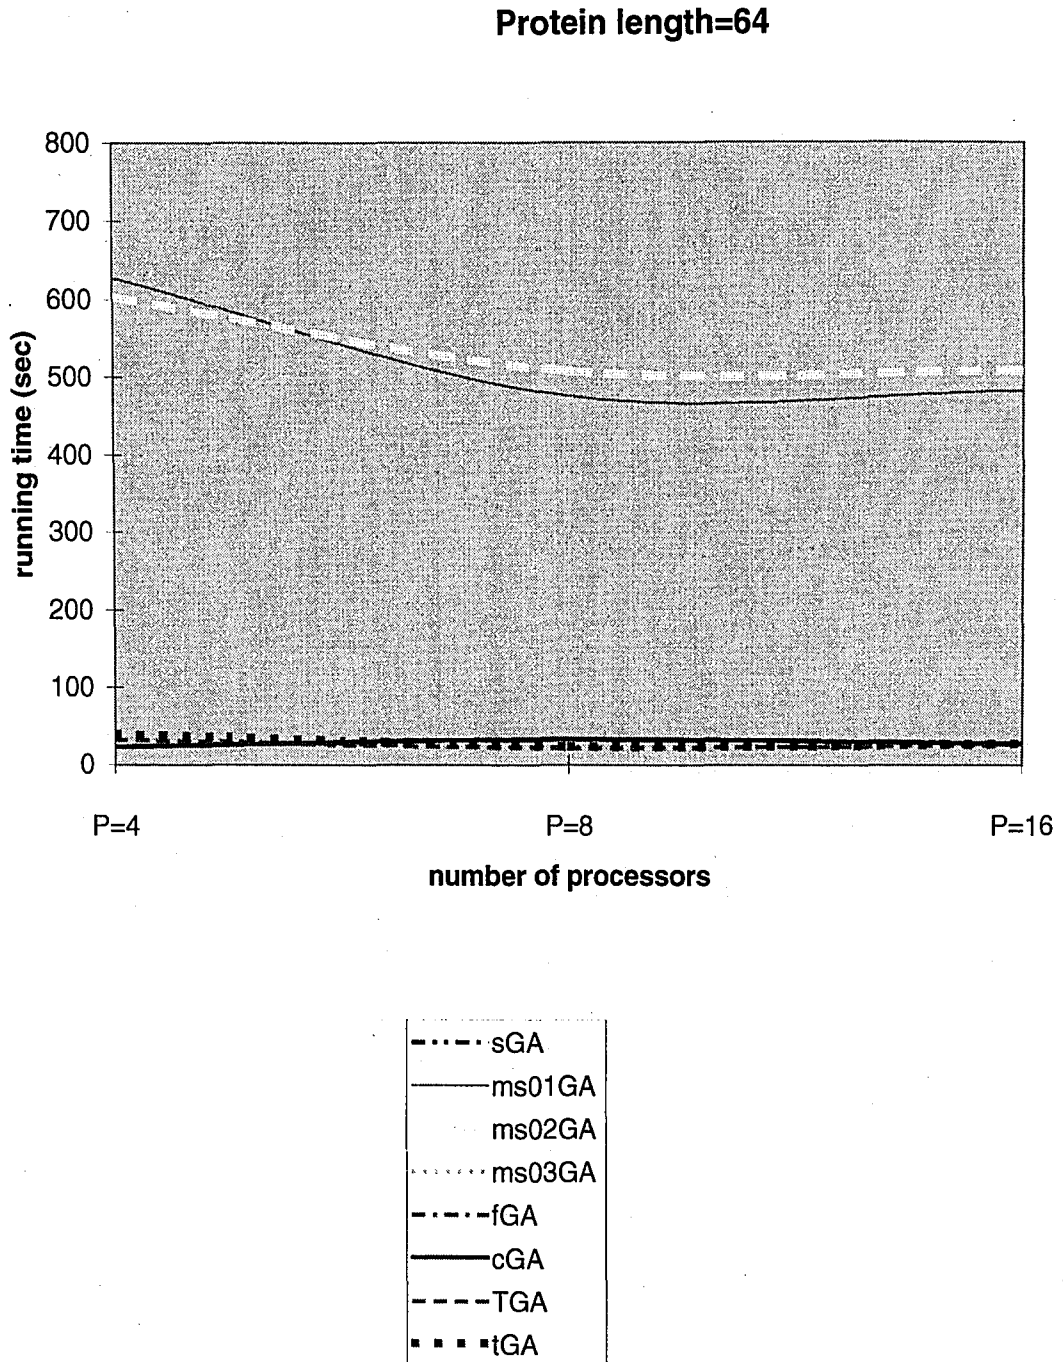 Protein length=64
800
700
600
500
400
300
200
100
0
running time (sec)
P=4 P=8 P=16
number of processors
sGA
ms01GA
ms02GA
ms03GA
fGA
cGA
TGA
tGA